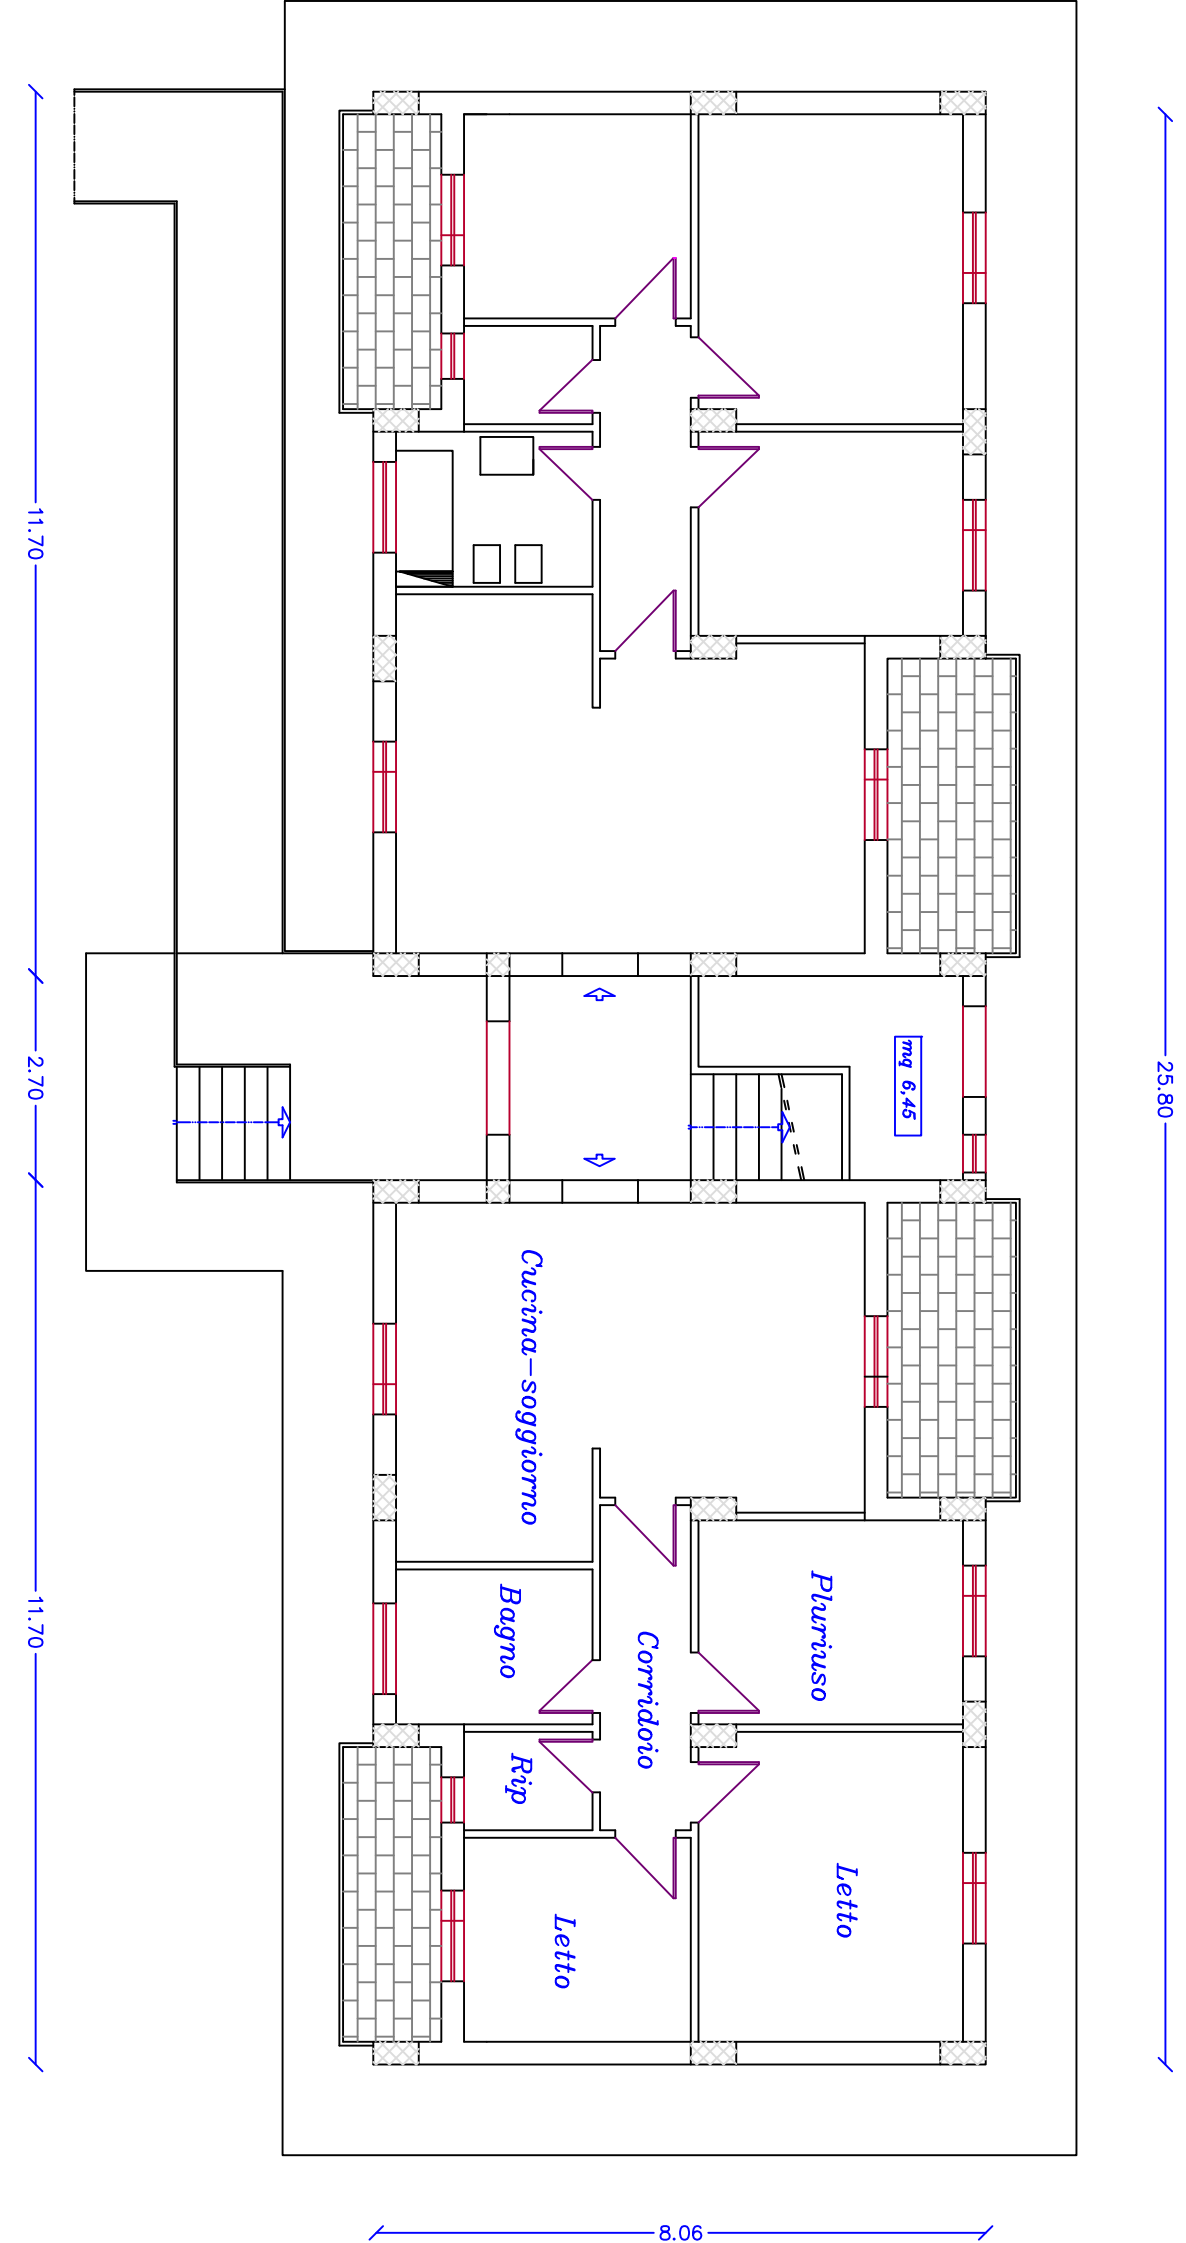 11.70
2.70
11.70
25.80
mq 6,45
Cucina-soggiorno
Bagno
Pluriuso
Corridoio
Rip
Letto
Letto
8.06